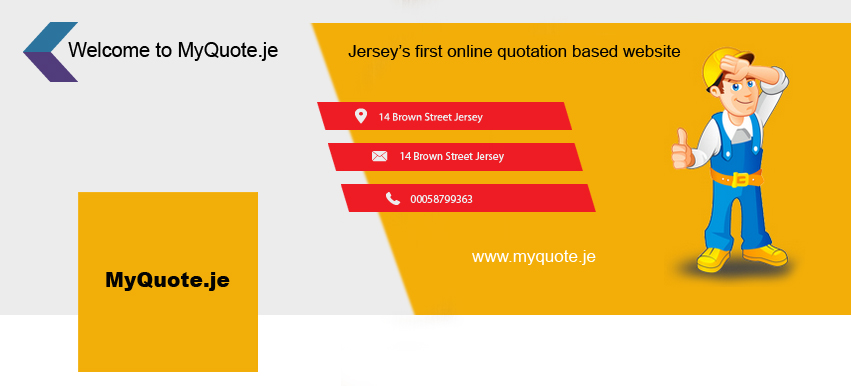 Welcome to MyQuote.je
Jersey’s first online quotation based website
14 Brown Street Jersey
14 Brown Street Jersey
00058799363
www.myquote.je
MyQuote.je